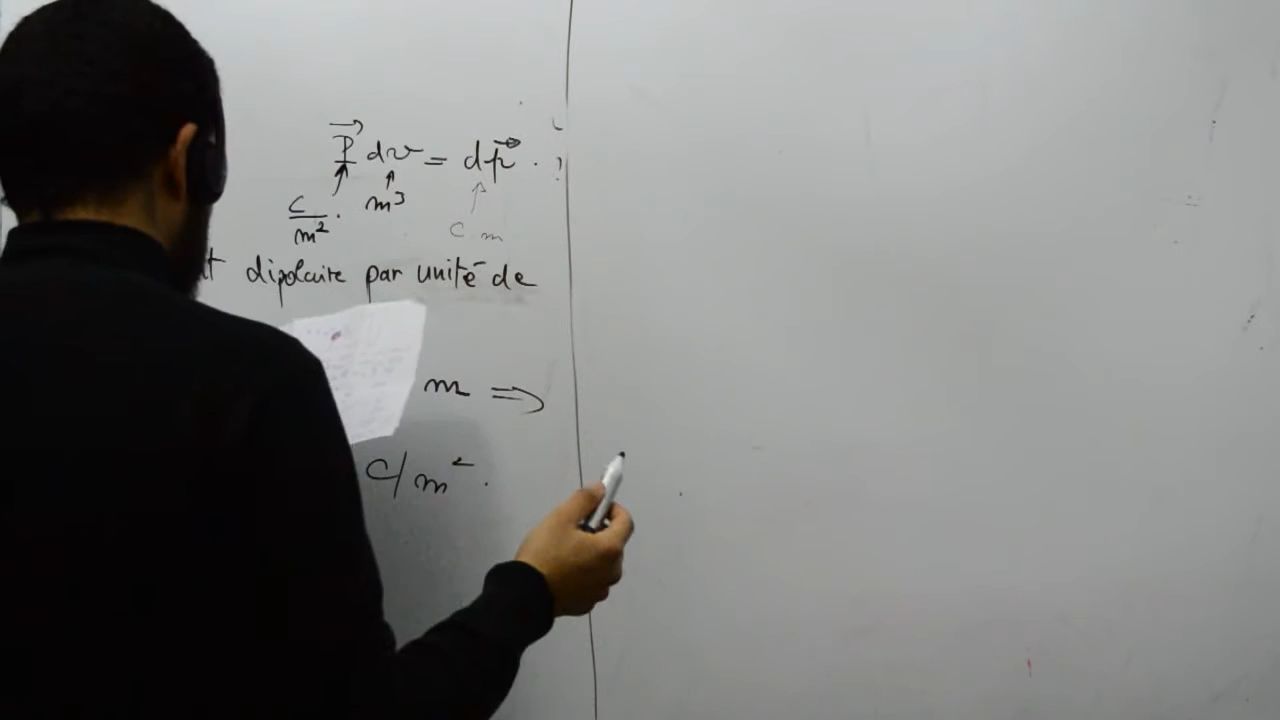 P⃗ dv = dp⃗ .
C/m² . m³ C m
t dipolaire par unité de
m ⇒
C/m² .